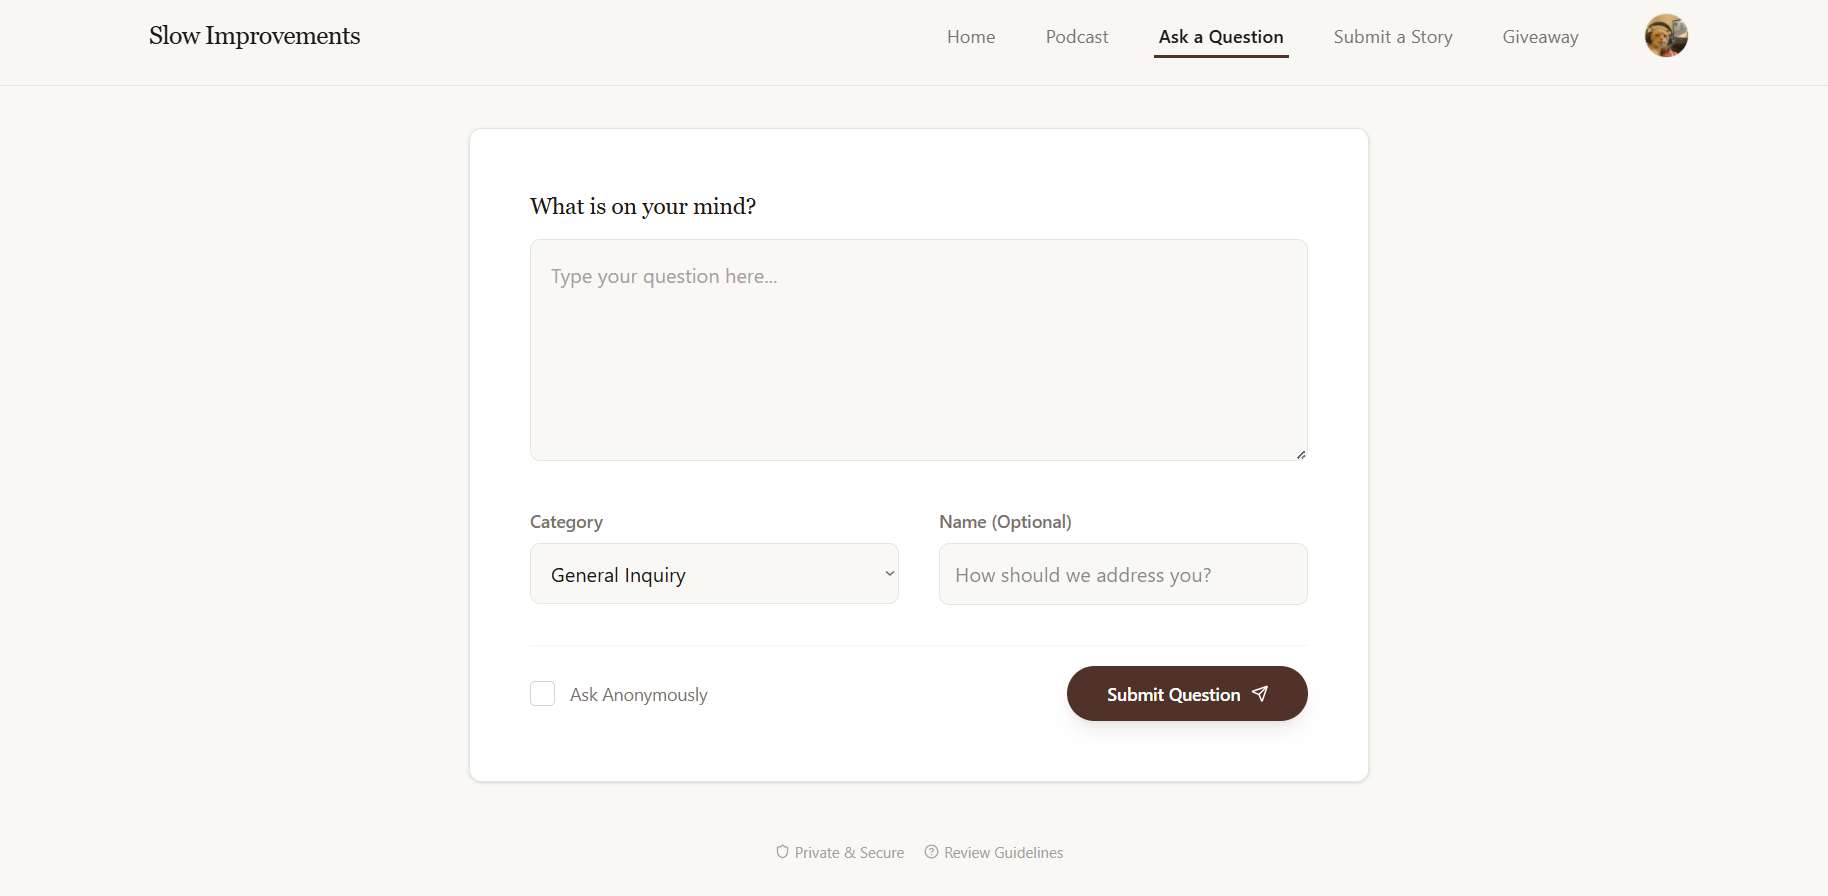 Slow Improvements
Home
Podcast
Ask a Question
Submit a Story
Giveaway
What is on your mind?
Type your question here...
Category
Name (Optional)
General Inquiry
How should we address you?
Ask Anonymously
Submit Question
Private & Secure
Review Guidelines